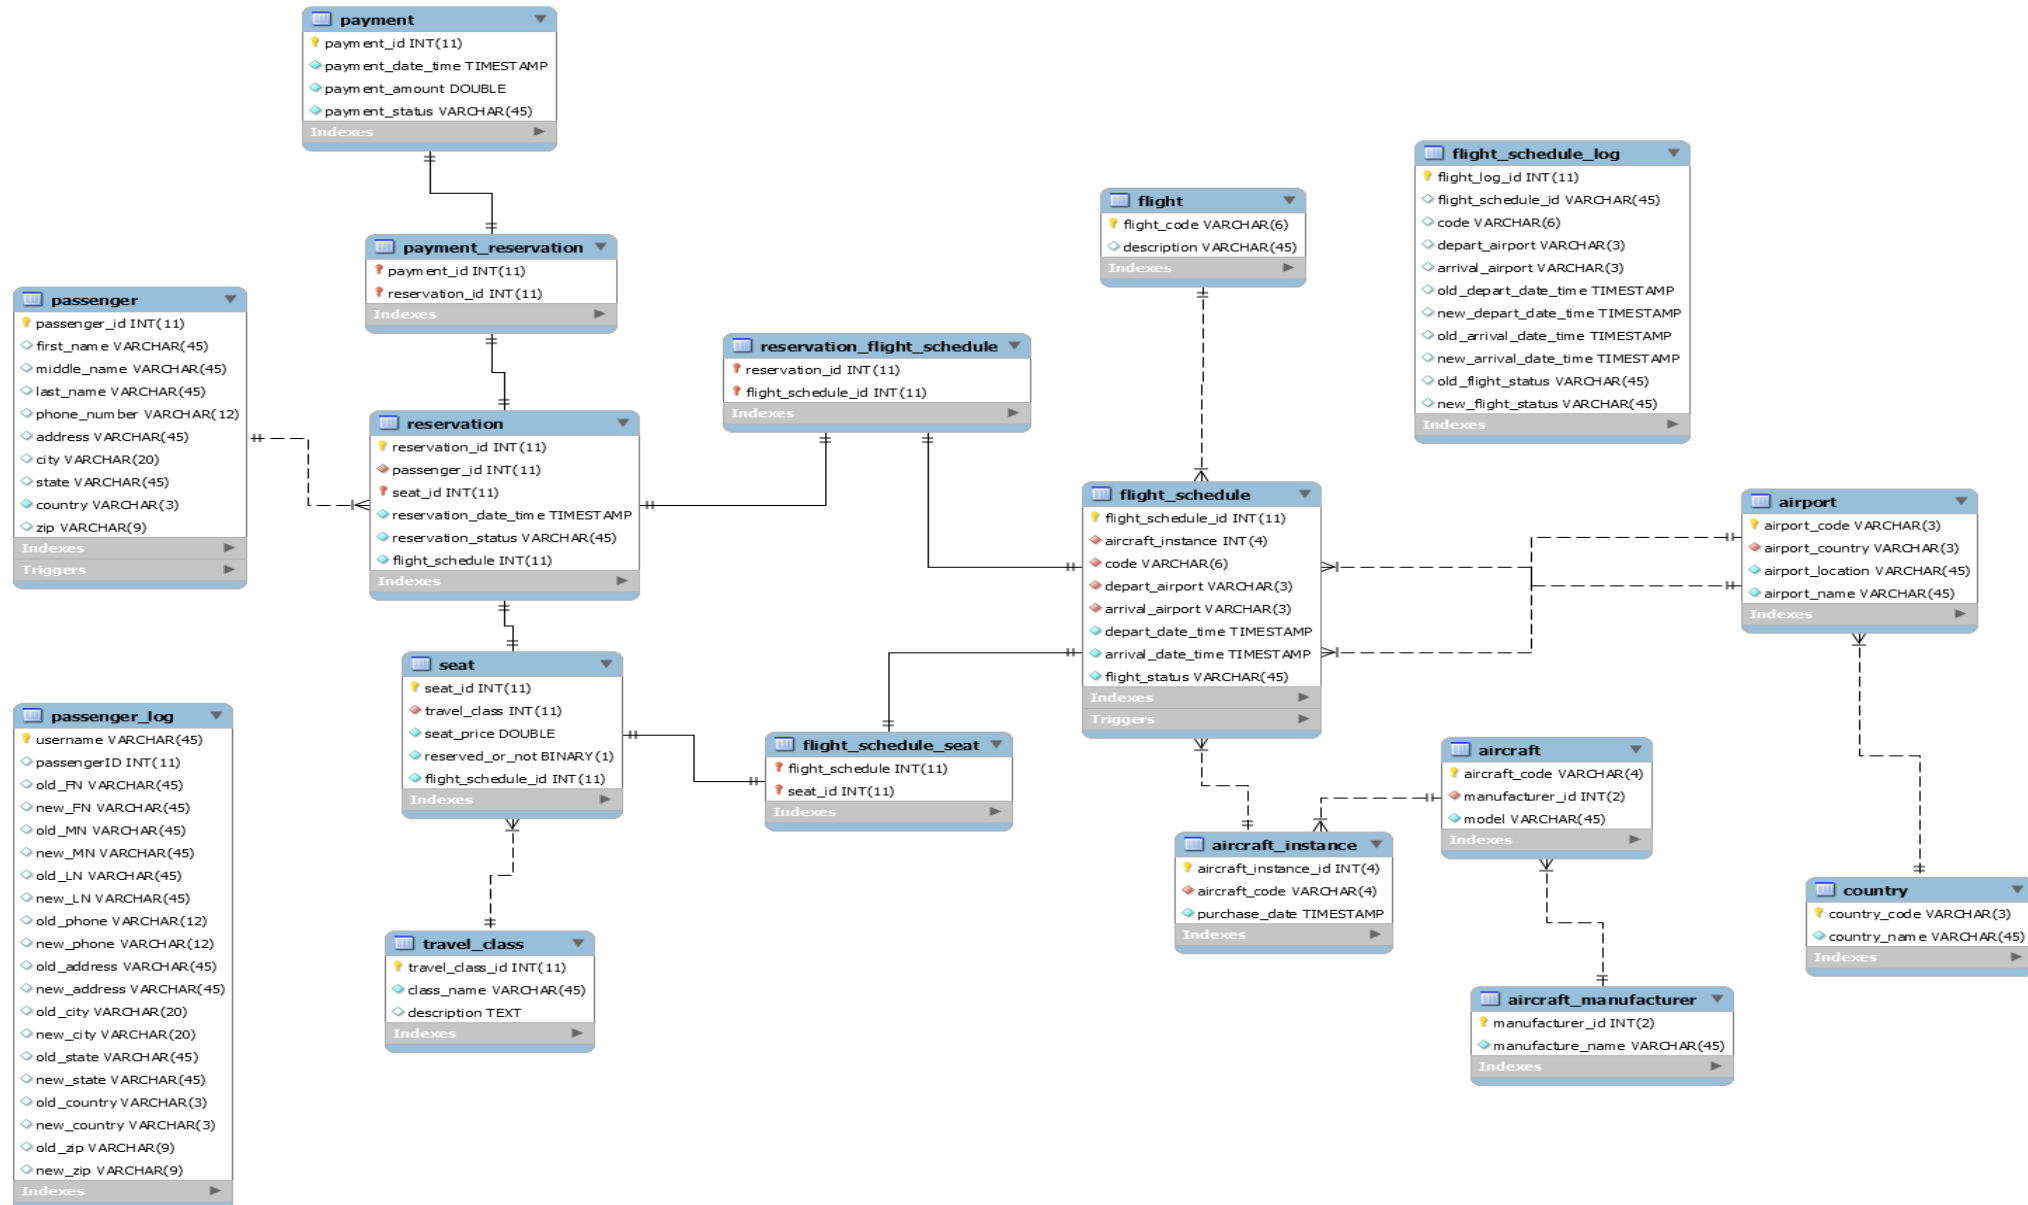 payment
payment_id INT(11)
payment_date_time TIMESTAMP
payment_amount DOUBLE
payment_status VARCHAR(45)
Indexes
payment_reservation
payment_id INT(11)
reservation_id INT(11)
Indexes
passenger
passenger_id INT(11)
first_name VARCHAR(45)
middle_name VARCHAR(45)
last_name VARCHAR(45)
phone_number VARCHAR(12)
address VARCHAR(45)
city VARCHAR(20)
state VARCHAR(45)
country VARCHAR(3)
zip VARCHAR(9)
Indexes
Triggers
reservation
reservation_id INT(11)
passenger_id INT(11)
seat_id INT(11)
reservation_date_time TIMESTAMP
reservation_status VARCHAR(45)
flight_schedule INT(11)
Indexes
reservation_flight_schedule
reservation_id INT(11)
flight_schedule_id INT(11)
Indexes
flight
flight_code VARCHAR(6)
description VARCHAR(45)
Indexes
flight_schedule_log
flight_log_id INT(11)
flight_schedule_id VARCHAR(45)
code VARCHAR(6)
depart_airport VARCHAR(3)
arrival_airport VARCHAR(3)
old_depart_date_time TIMESTAMP
new_depart_date_time TIMESTAMP
old_arrival_date_time TIMESTAMP
new_arrival_date_time TIMESTAMP
old_flight_status VARCHAR(45)
new_flight_status VARCHAR(45)
Indexes
flight_schedule
flight_schedule_id INT(11)
aircraft_instance INT(4)
code VARCHAR(6)
depart_airport VARCHAR(3)
arrival_airport VARCHAR(3)
depart_date_time TIMESTAMP
arrival_date_time TIMESTAMP
flight_status VARCHAR(45)
Indexes
Triggers
airport
airport_code VARCHAR(3)
airport_country VARCHAR(3)
airport_location VARCHAR(45)
airport_name VARCHAR(45)
Indexes
seat
seat_id INT(11)
travel_class INT(11)
seat_price DOUBLE
reserved_or_not BINARY(1)
flight_schedule_id INT(11)
Indexes
flight_schedule_seat
flight_schedule INT(11)
seat_id INT(11)
Indexes
passenger_log
username VARCHAR(45)
passengerID INT(11)
old_FN VARCHAR(45)
new_FN VARCHAR(45)
old_MN VARCHAR(45)
new_MN VARCHAR(45)
old_LN VARCHAR(45)
new_LN VARCHAR(45)
old_phone VARCHAR(12)
new_phone VARCHAR(12)
old_address VARCHAR(45)
new_address VARCHAR(45)
old_city VARCHAR(20)
new_city VARCHAR(20)
old_state VARCHAR(45)
new_state VARCHAR(45)
old_country VARCHAR(3)
new_country VARCHAR(3)
old_zip VARCHAR(9)
new_zip VARCHAR(9)
Indexes
travel_class
travel_class_id INT(11)
class_name VARCHAR(45)
description TEXT
Indexes
aircraft_instance
aircraft_instance_id INT(4)
aircraft_code VARCHAR(4)
purchase_date TIMESTAMP
Indexes
aircraft
aircraft_code VARCHAR(4)
manufacturer_id INT(2)
model VARCHAR(45)
Indexes
country
country_code VARCHAR(3)
country_name VARCHAR(45)
Indexes
aircraft_manufacturer
manufacturer_id INT(2)
manufacture_name VARCHAR(45)
Indexes